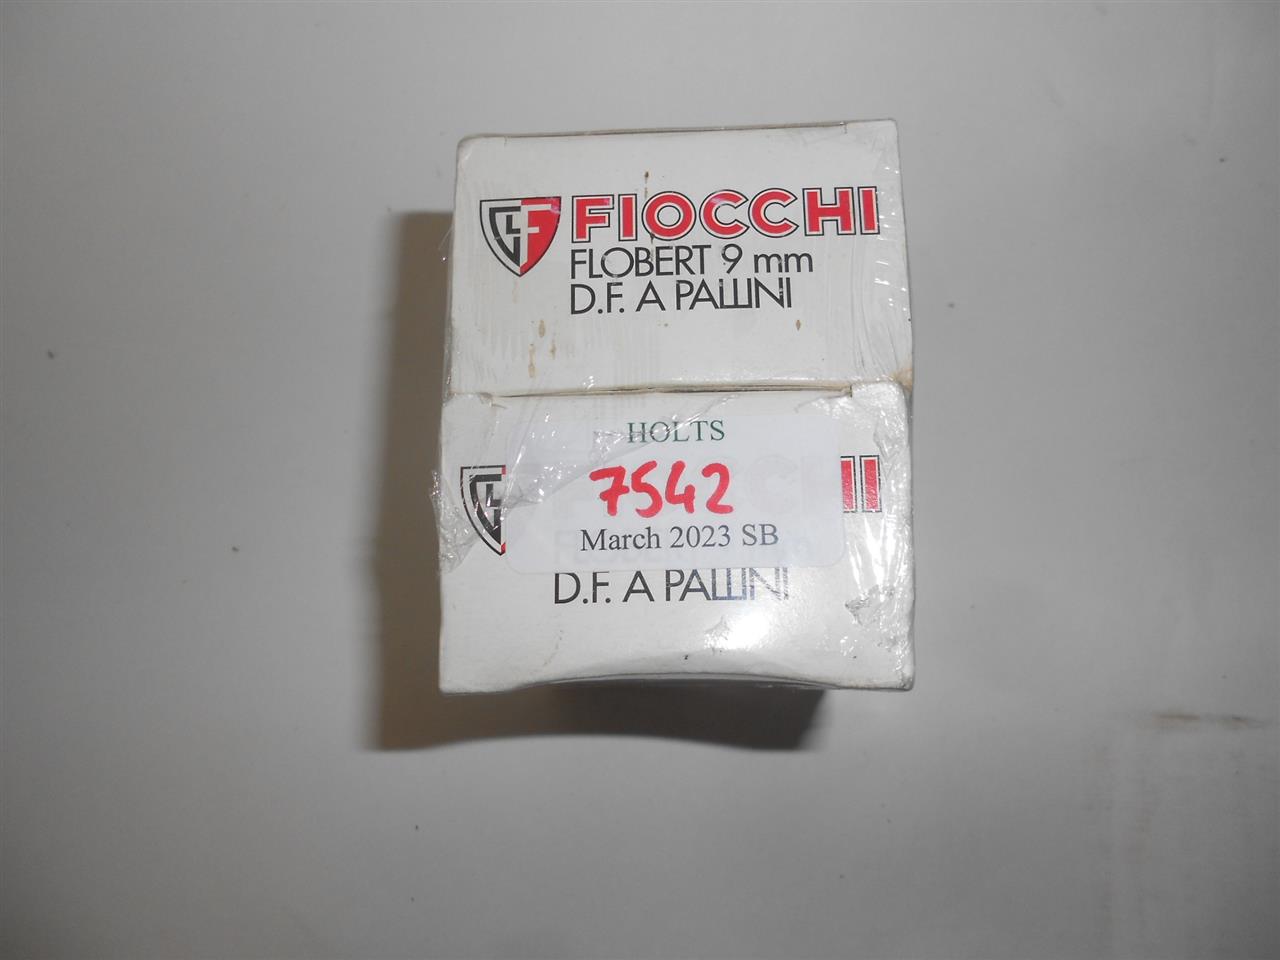 FIOCCHI
FLOBERT 9 mm
D.F. A PALLINI
HOLTS
7542
March 2023 SB
D.F. A PALLINI